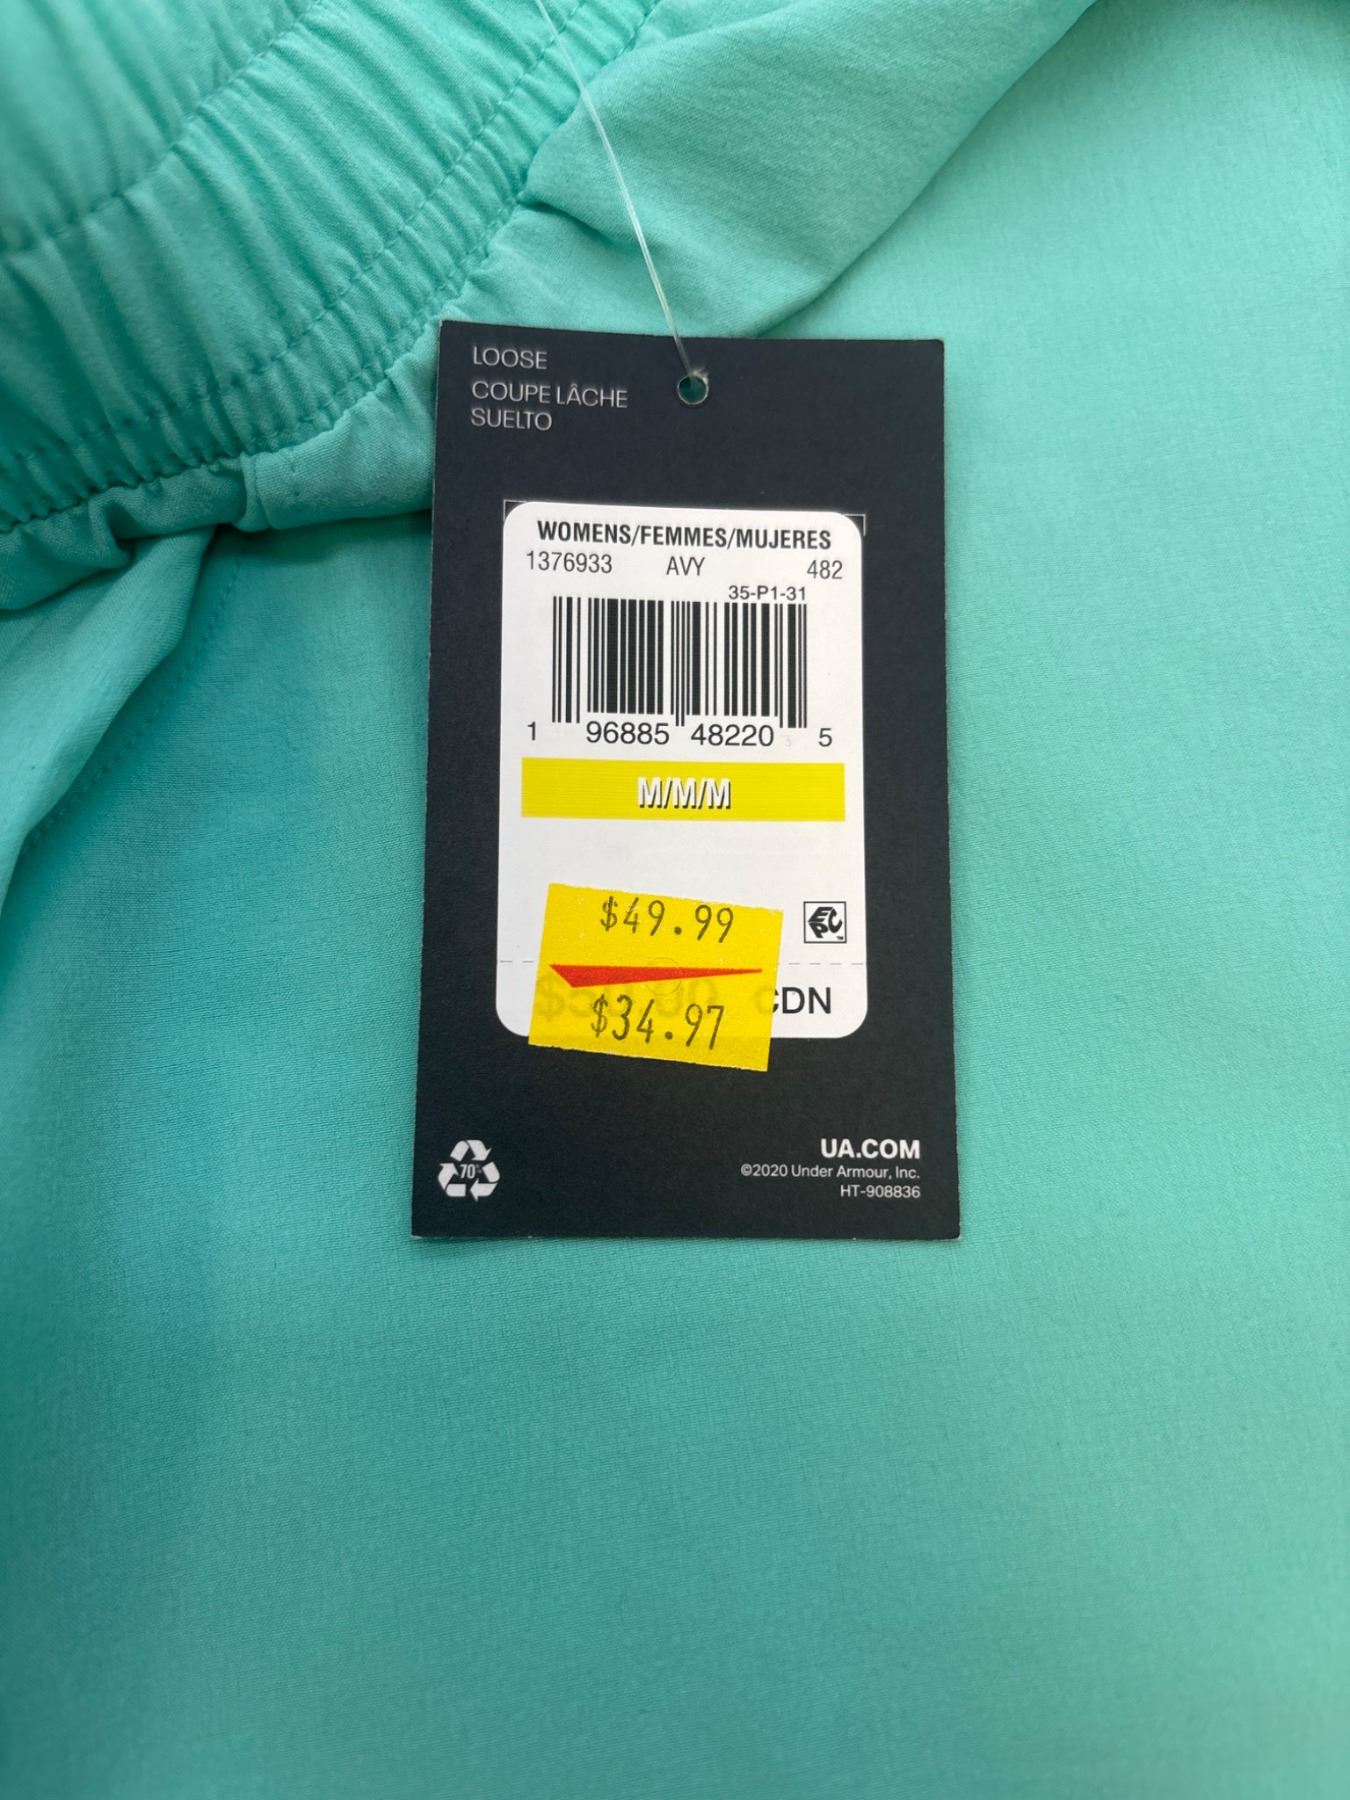 LOOSE
COUPE LÂCHE
SUELTO
WOMENS/FEMMES/MUJERES
1376933 AVY 482
35-P1-31
1 96885 48220 5
M/M/M
$49.99
CDN
$34.97
70%
UA.COM
©2020 Under Armour, Inc.
HT-908836